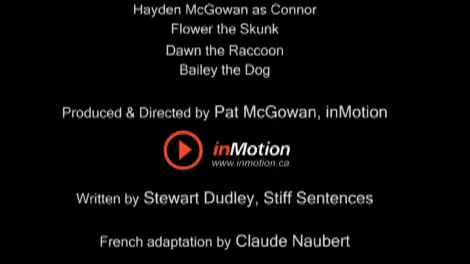 Hayden McGowan as Connor
Flower the Skunk
Dawn the Raccoon
Bailey the Dog
Produced & Directed by Pat McGowan, inMotion
inMotion
www.inmotion.ca
Written by Stewart Dudley, Stiff Sentences
French adaptation by Claude Naubert